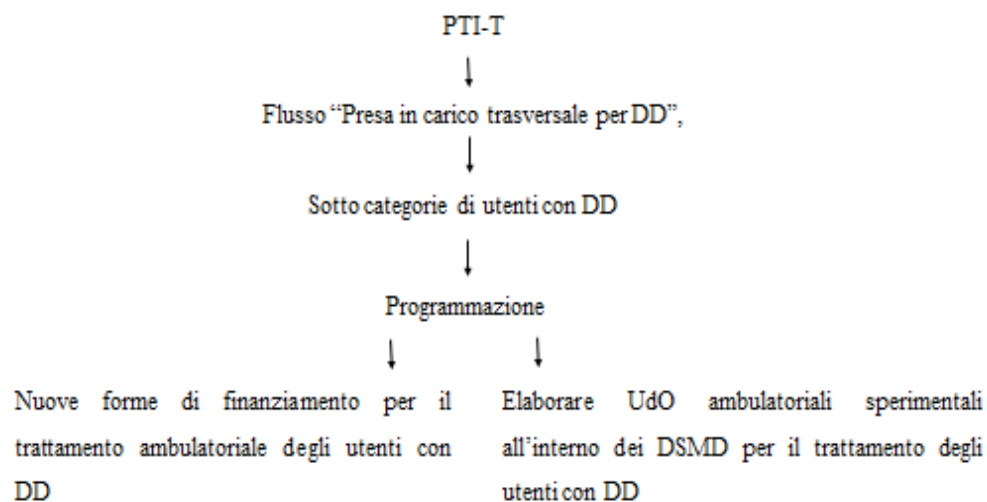 PTI-T
Flusso “Presa in carico trasversale per DD”,
Sotto categorie di utenti con DD
Programmazione
Nuove forme di finanziamento per il
trattamento ambulatoriale degli utenti con
DD
Elaborare UdO ambulatoriali sperimentali
all’interno dei DSMD per il trattamento degli
utenti con DD